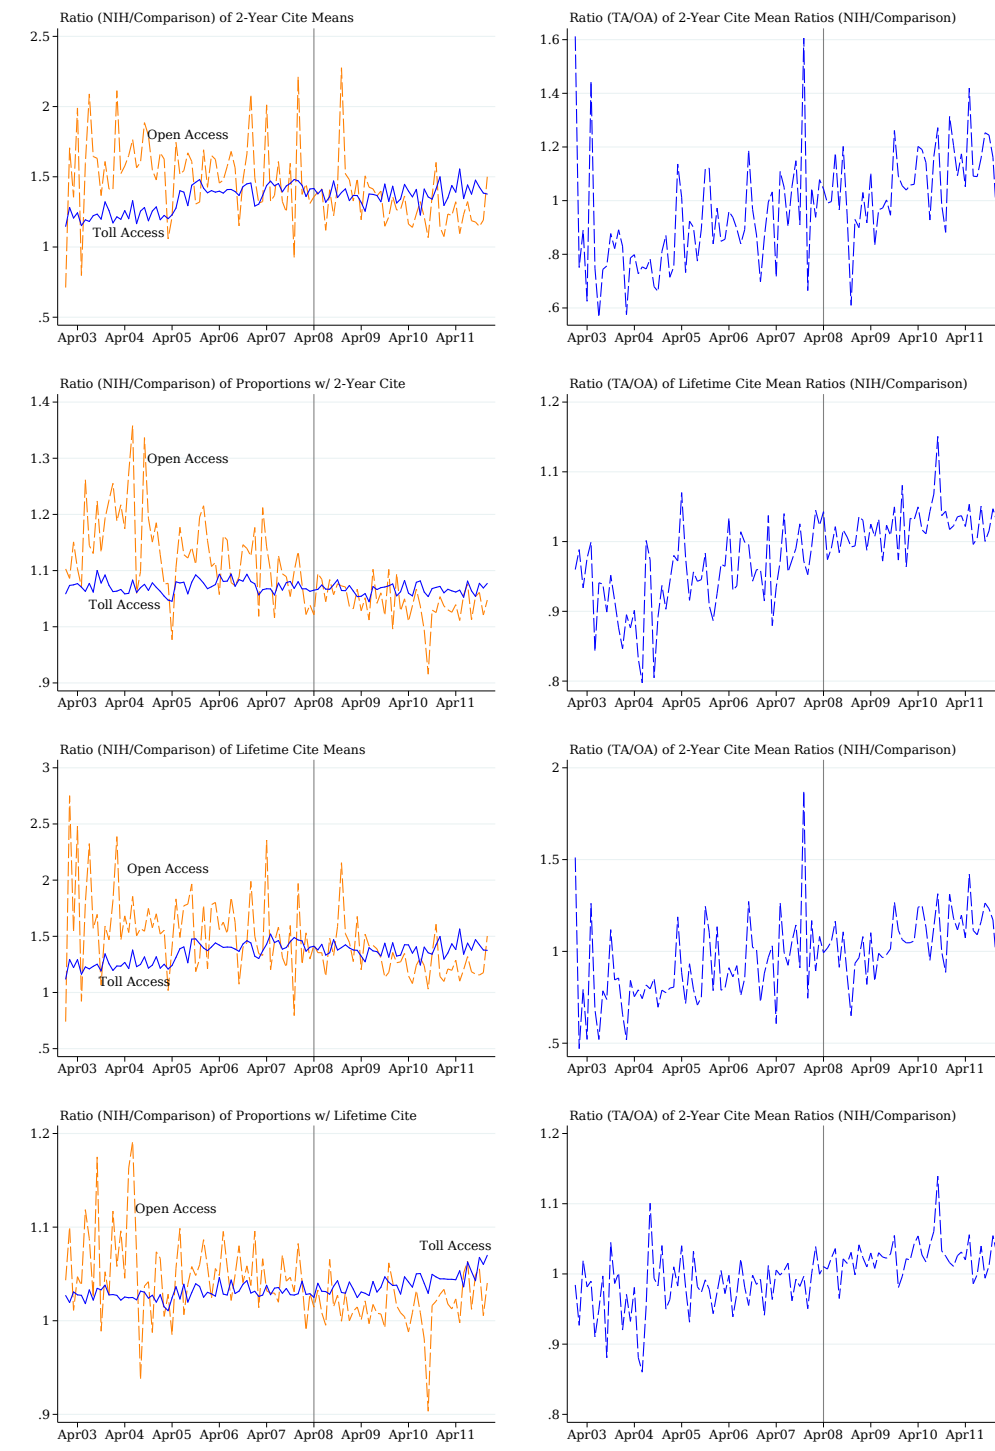 Ratio (NIH/Comparison) of 2-Year Cite Means
2.5
2
1.5
1
.5
Open Access
Toll Access
Apr03 Apr04 Apr05 Apr06 Apr07 Apr08 Apr09 Apr10 Apr11
Ratio (TA/OA) of 2-Year Cite Mean Ratios (NIH/Comparison)
1.6
1.4
1.2
1
.8
.6
Apr03 Apr04 Apr05 Apr06 Apr07 Apr08 Apr09 Apr10 Apr11
Ratio (NIH/Comparison) of Proportions w/ 2-Year Cite
1.4
1.3
1.2
1.1
1
.9
Open Access
Toll Access
Apr03 Apr04 Apr05 Apr06 Apr07 Apr08 Apr09 Apr10 Apr11
Ratio (TA/OA) of Lifetime Cite Mean Ratios (NIH/Comparison)
1.2
1.1
1
.9
.8
Apr03 Apr04 Apr05 Apr06 Apr07 Apr08 Apr09 Apr10 Apr11
Ratio (NIH/Comparison) of Lifetime Cite Means
3
2.5
2
1.5
1
.5
Open Access
Toll Access
Apr03 Apr04 Apr05 Apr06 Apr07 Apr08 Apr09 Apr10 Apr11
Ratio (TA/OA) of 2-Year Cite Mean Ratios (NIH/Comparison)
2
1.5
1
.5
Apr03 Apr04 Apr05 Apr06 Apr07 Apr08 Apr09 Apr10 Apr11
Ratio (NIH/Comparison) of Proportions w/ Lifetime Cite
1.2
1.1
1
.9
Open Access
Toll Access
Apr03 Apr04 Apr05 Apr06 Apr07 Apr08 Apr09 Apr10 Apr11
Ratio (TA/OA) of 2-Year Cite Mean Ratios (NIH/Comparison)
1.2
1.1
1
.9
.8
Apr03 Apr04 Apr05 Apr06 Apr07 Apr08 Apr09 Apr10 Apr11